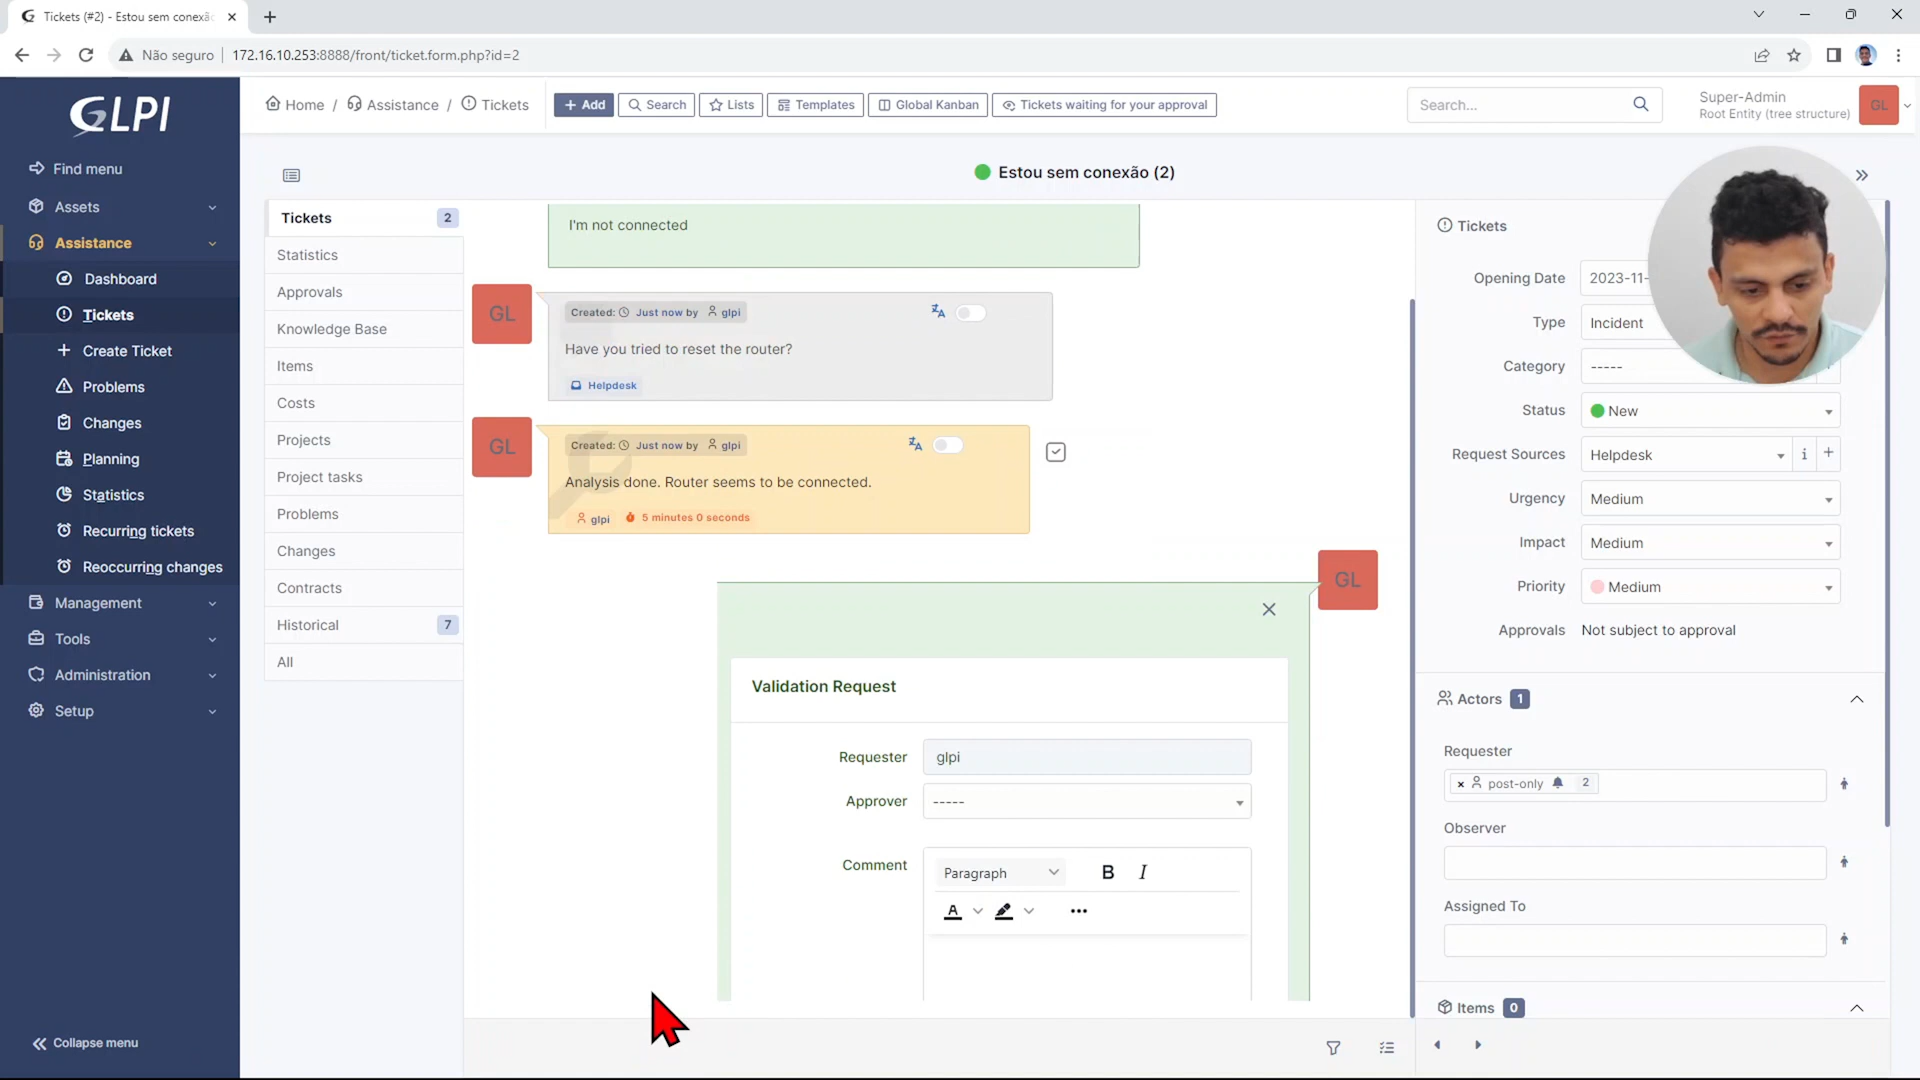 Tickets (#2) - Estou sem conexão
Não seguro
172.16.10.253:8888/front/ticket.form.php?id=2
GLPI
Find menu
Assets
Assistance
Dashboard
Tickets
Create Ticket
Problems
Changes
Planning
Statistics
Recurring tickets
Reoccurring changes
Management
Tools
Administration
Setup
Collapse menu
Home / Assistance / Tickets
+ Add
Search
Lists
Templates
Global Kanban
Tickets waiting for your approval
Search...
Super-Admin
Root Entity (tree structure)
GL
Estou sem conexão (2)
Tickets 2
Statistics
Approvals
Knowledge Base
Items
Costs
Projects
Project tasks
Problems
Changes
Contracts
Historical 7
All
I'm not connected
GL
Created: Just now by glpi
Have you tried to reset the router?
Helpdesk
GL
Created: Just now by glpi
Analysis done. Router seems to be connected.
glpi 5 minutes 0 seconds
GL
Validation Request
Requester glpi
Approver -----
Comment
Paragraph B I
A
Tickets
Opening Date 2023-11-
Type Incident
Category -----
Status New
Request Sources Helpdesk i +
Urgency Medium
Impact Medium
Priority Medium
Approvals Not subject to approval
Actors 1
Requester
× post-only 2
Observer
Assigned To
Items 0